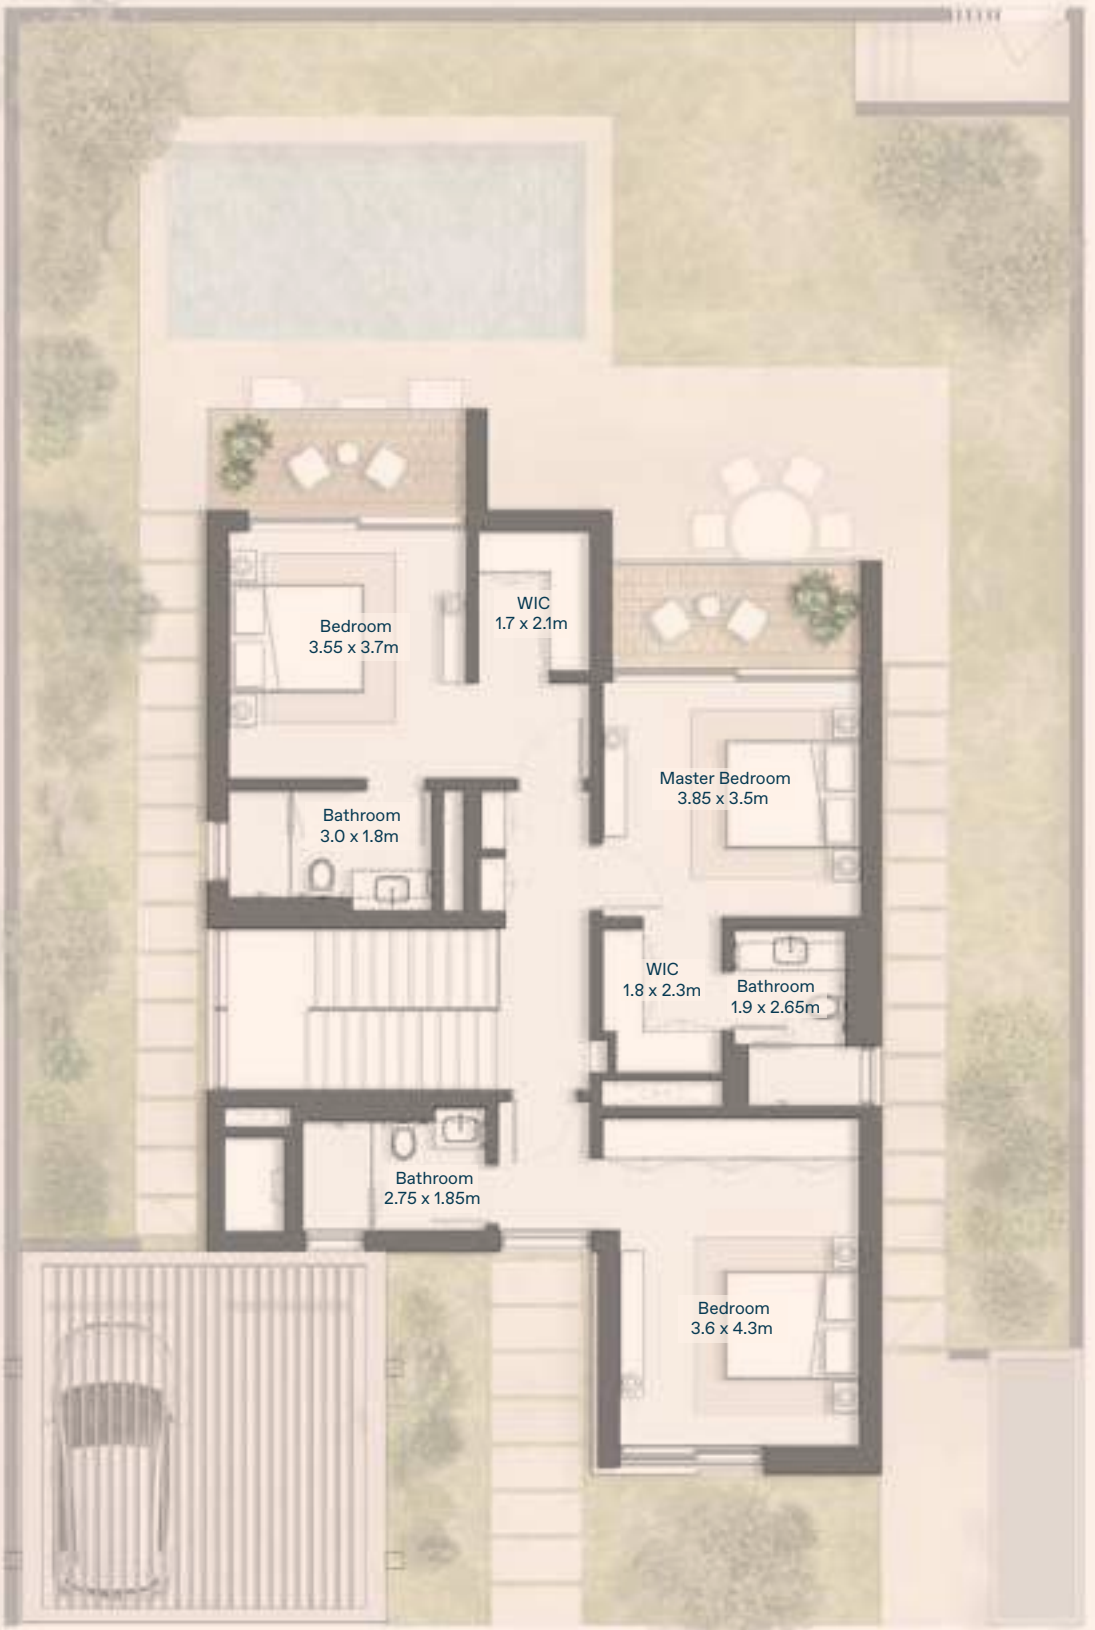 WIC
1.7 x 2.1m
Bedroom
3.55 x 3.7m
Master Bedroom
3.85 x 3.5m
Bathroom
3.0 x 1.8m
WIC
1.8 x 2.3m
Bathroom
1.9 x 2.65m
Bathroom
2.75 x 1.85m
Bedroom
3.6 x 4.3m